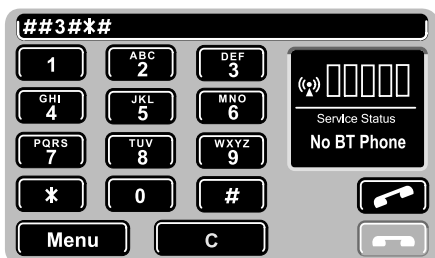 ##3#*#
1
ABC
2
DEF
3
GHI
4
JKL
5
MNO
6
PQRS
7
TUV
8
WXYZ
9
*
0
#
Menu
C
Service Status
No BT Phone